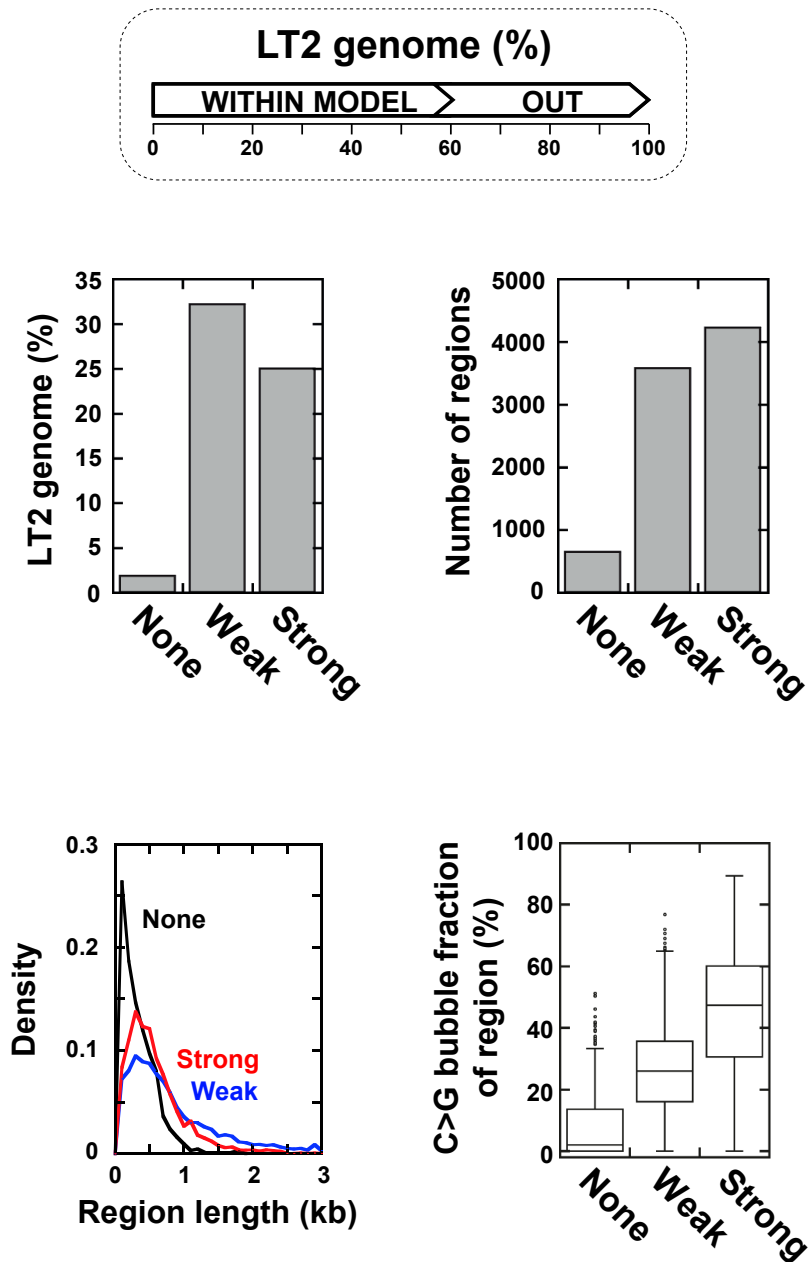 LT2 genome (%)
WITHIN MODEL OUT
0 20 40 60 80 100
LT2 genome (%)
35
30
25
20
15
10
5
0
None Weak Strong
Number of regions
5000
4000
3000
2000
1000
0
None Weak Strong
Density
0.3
0.2
0.1
0
None
Strong
Weak
0 1 2 3
Region length (kb)
C>G bubble fraction
of region (%)
100
80
60
40
20
0
None Weak Strong